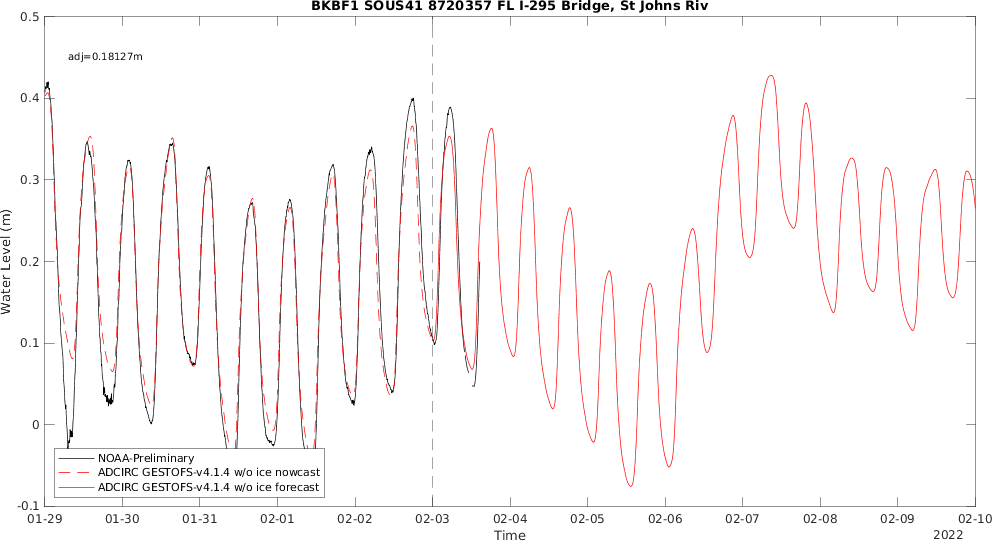 BKBF1 SOUS41 8720357 FL I-295 Bridge, St Johns Riv
adj=0.18127m
0.5
0.4
0.3
0.2
0.1
0
-0.1
Water Level (m)
NOAA-Preliminary
ADCIRC GESTOFS-v4.1.4 w/o ice nowcast
ADCIRC GESTOFS-v4.1.4 w/o ice forecast
01-29 01-30 01-31 02-01 02-02 02-03 02-04 02-05 02-06 02-07 02-08 02-09 02-10
Time
2022